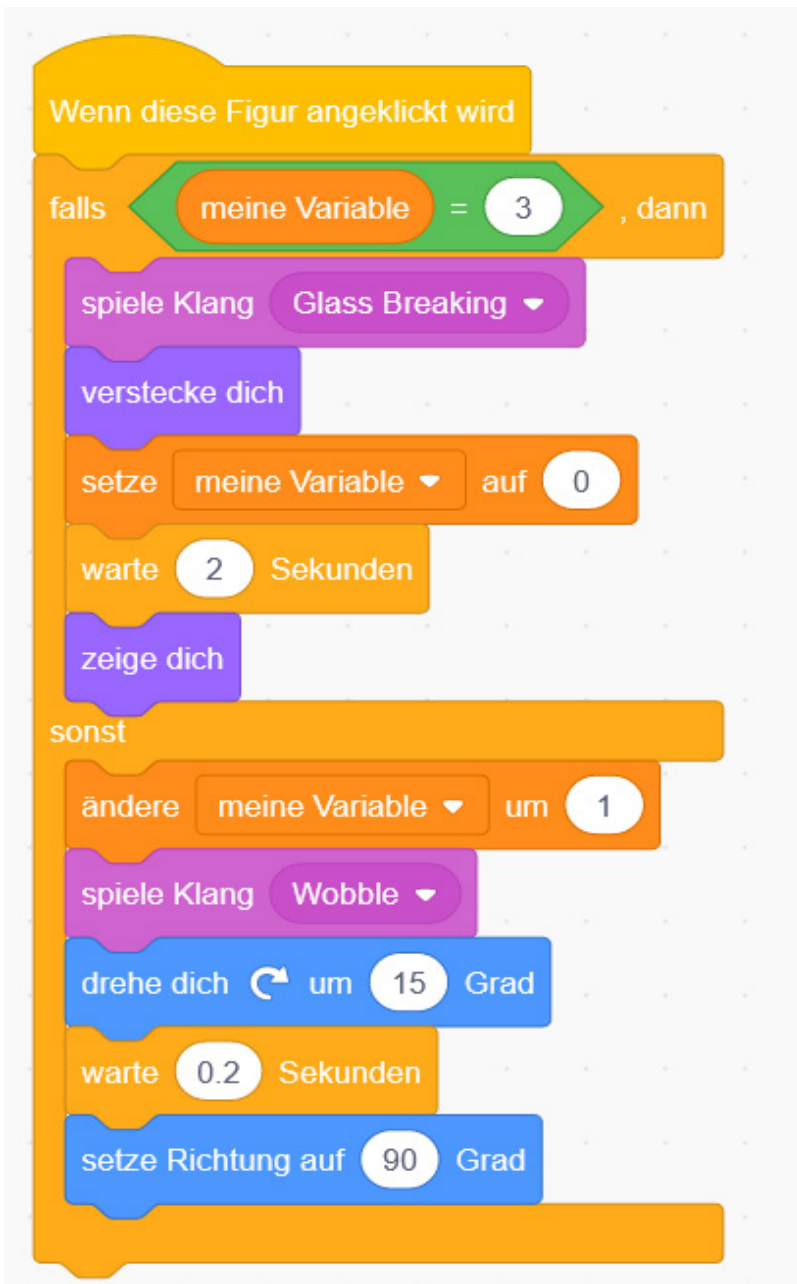 Wenn diese Figur angeklickt wird
falls meine Variable = 3 , dann
spiele Klang Glass Breaking
verstecke dich
setze meine Variable auf 0
warte 2 Sekunden
zeige dich
sonst
ändere meine Variable um 1
spiele Klang Wobble
drehe dich um 15 Grad
warte 0.2 Sekunden
setze Richtung auf 90 Grad